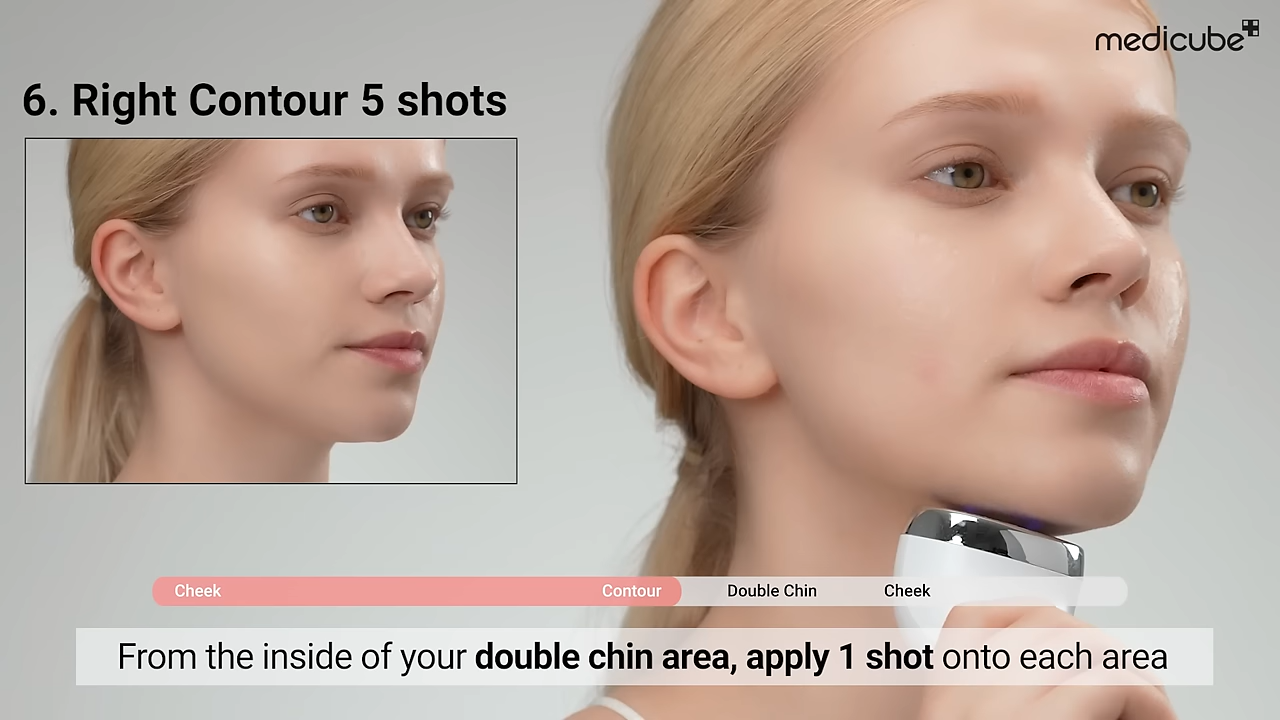 medicube
6. Right Contour 5 shots
Cheek Contour Double Chin Cheek
From the inside of your double chin area, apply 1 shot onto each area